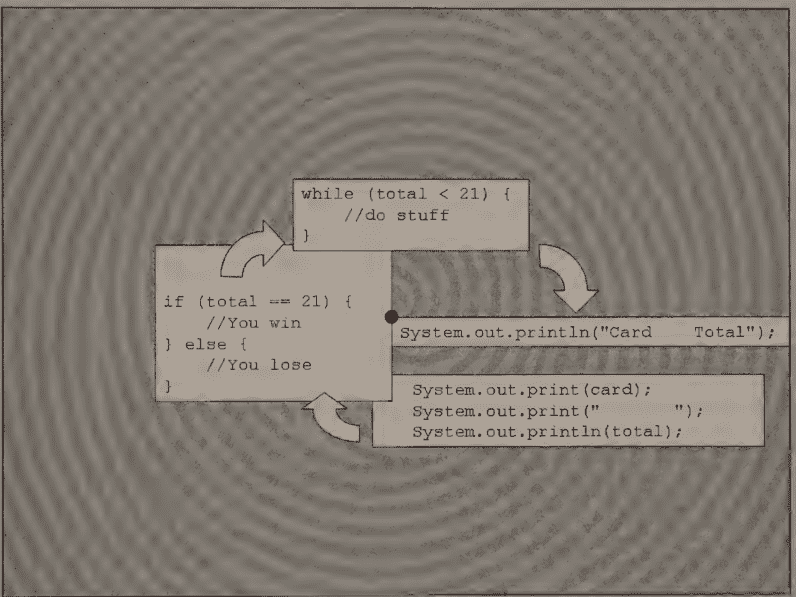 while (total < 21) {
    //do stuff
}
if (total == 21) {
    //You win
} else {
    //You lose
}
System.out.println("Card    Total");
System.out.print(card);
System.out.print("       ");
System.out.println(total);